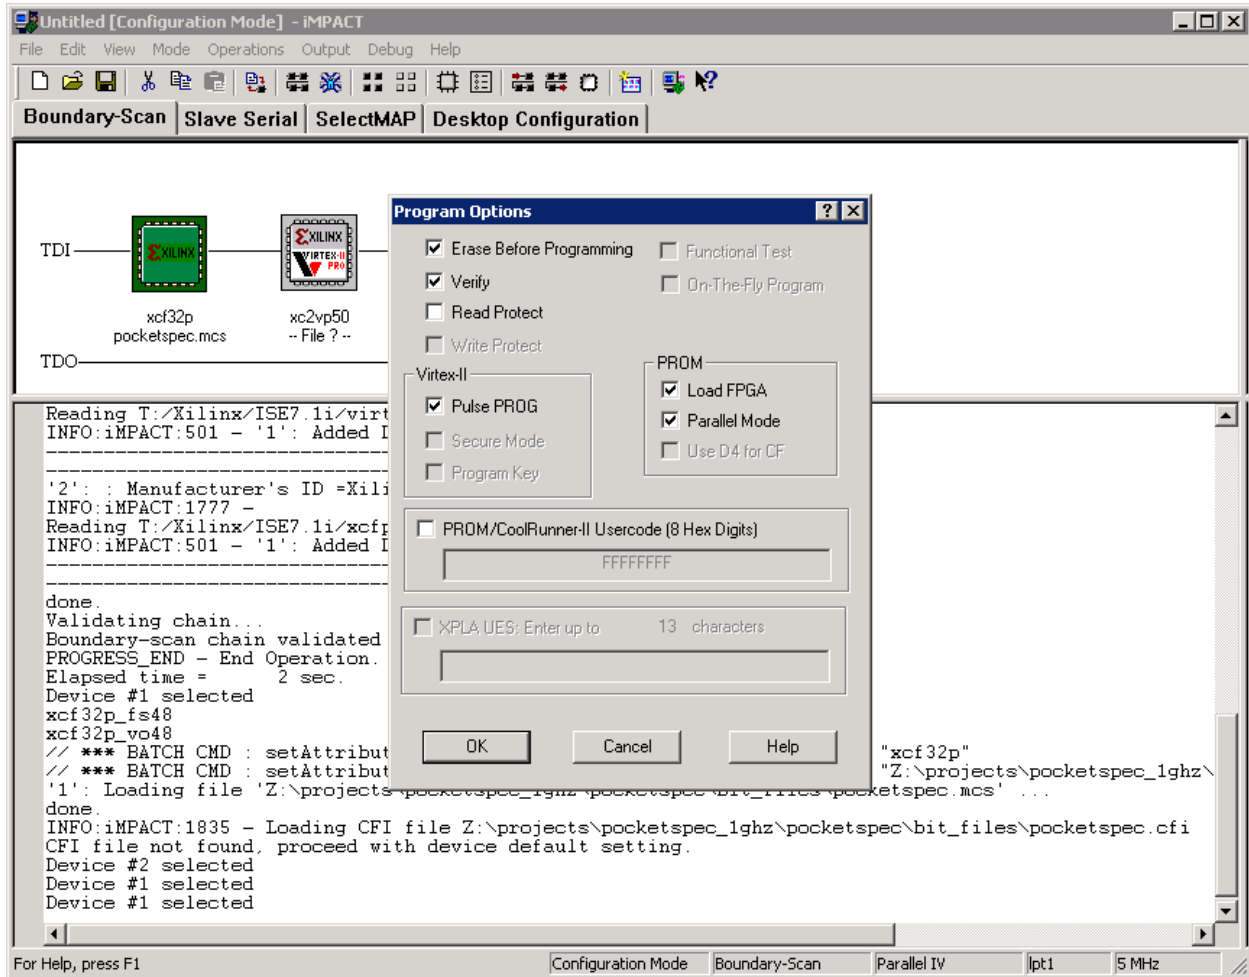 Untitled [Configuration Mode] - iMPACT
File Edit View Mode Operations Output Debug Help
Boundary-Scan Slave Serial SelectMAP Desktop Configuration
TDI
XILINX
XILINX
VIRTEX-II
PRO
xcf32p
pocketspec.mcs
xc2vp50
-- File ? --
TDO
Program Options
Erase Before Programming
Functional Test
Verify
On-The-Fly Program
Read Protect
Write Protect
Virtex-II
Pulse PROG
Secure Mode
Program Key
PROM
Load FPGA
Parallel Mode
Use D4 for CF
PROM/CoolRunner-II Usercode (8 Hex Digits)
FFFFFFFF
XPLA UES: Enter up to 13 characters
OK Cancel Help
Reading T:/Xilinx/ISE7.1i/virt
INFO:iMPACT:501 - '1': Added
'2': : Manufacturer's ID =Xili
INFO:iMPACT:1777 -
Reading T:/Xilinx/ISE7.1i/xcfp
INFO:iMPACT:501 - '1': Added
done.
Validating chain...
Boundary-scan chain validated
PROGRESS_END - End Operation.
Elapsed time = 2 sec.
Device #1 selected
xcf32p_fs48
xcf32p_vo48
// *** BATCH CMD : setAttribut "xcf32p"
// *** BATCH CMD : setAttribut "Z:\projects\pocketspec_1ghz\
'1': Loading file 'Z:\projects\pocketspec_1ghz\pocketspec\bit_files\pocketspec.mcs' ...
done.
INFO:iMPACT:1835 - Loading CFI file Z:\projects\pocketspec_1ghz\pocketspec\bit_files\pocketspec.cfi
CFI file not found, proceed with device default setting.
Device #2 selected
Device #1 selected
Device #1 selected
For Help, press F1
Configuration Mode Boundary-Scan Parallel IV lpt1 5 MHz